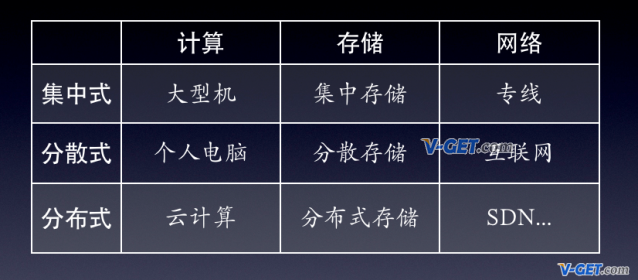 计算 存储 网络
集中式 大型机 集中存储 专线
分散式 个人电脑 分散存储 互联网
V-GET.com
分布式 云计算 分布式存储 SDN...
V-GET.com